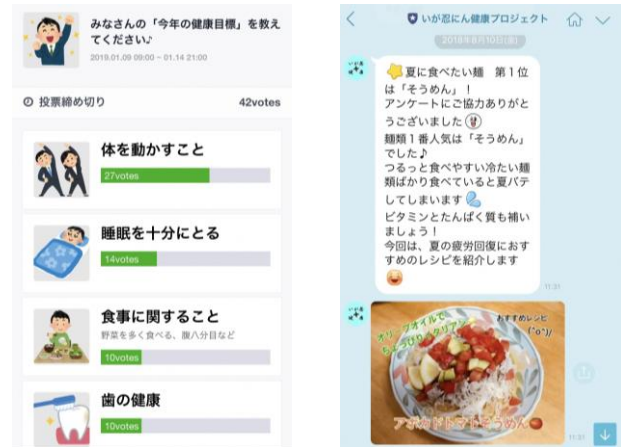 みなさんの「今年の健康目標」を教え
てください♪
2019.01.09 09:00 ~ 01.14 21:00
投票締め切り 42votes
体を動かすこと
27votes
睡眠を十分にとる
14votes
食事に関すること
野菜を多く食べる、腹八分目など
10votes
歯の健康
10votes
いが忍にん健康プロジェクト
2018年8月10日(金)
夏に食べたい麺 第1位
は「そうめん」！
アンケートにご協力ありがと
うございました
麺類1番人気は「そうめん」
でした♪
つるっと食べやすい冷たい麺
類ばかり食べていると夏バテ
してしまいます
ビタミンとたんぱく質も補い
ましょう！
今回は、夏の疲労回復におす
すめのレシピを紹介します
11:31
オリーブオイルで
ちょっぴりイタリアン
おすすめレシピ
(^o^)/
アボカドトマトそうめん
11:31